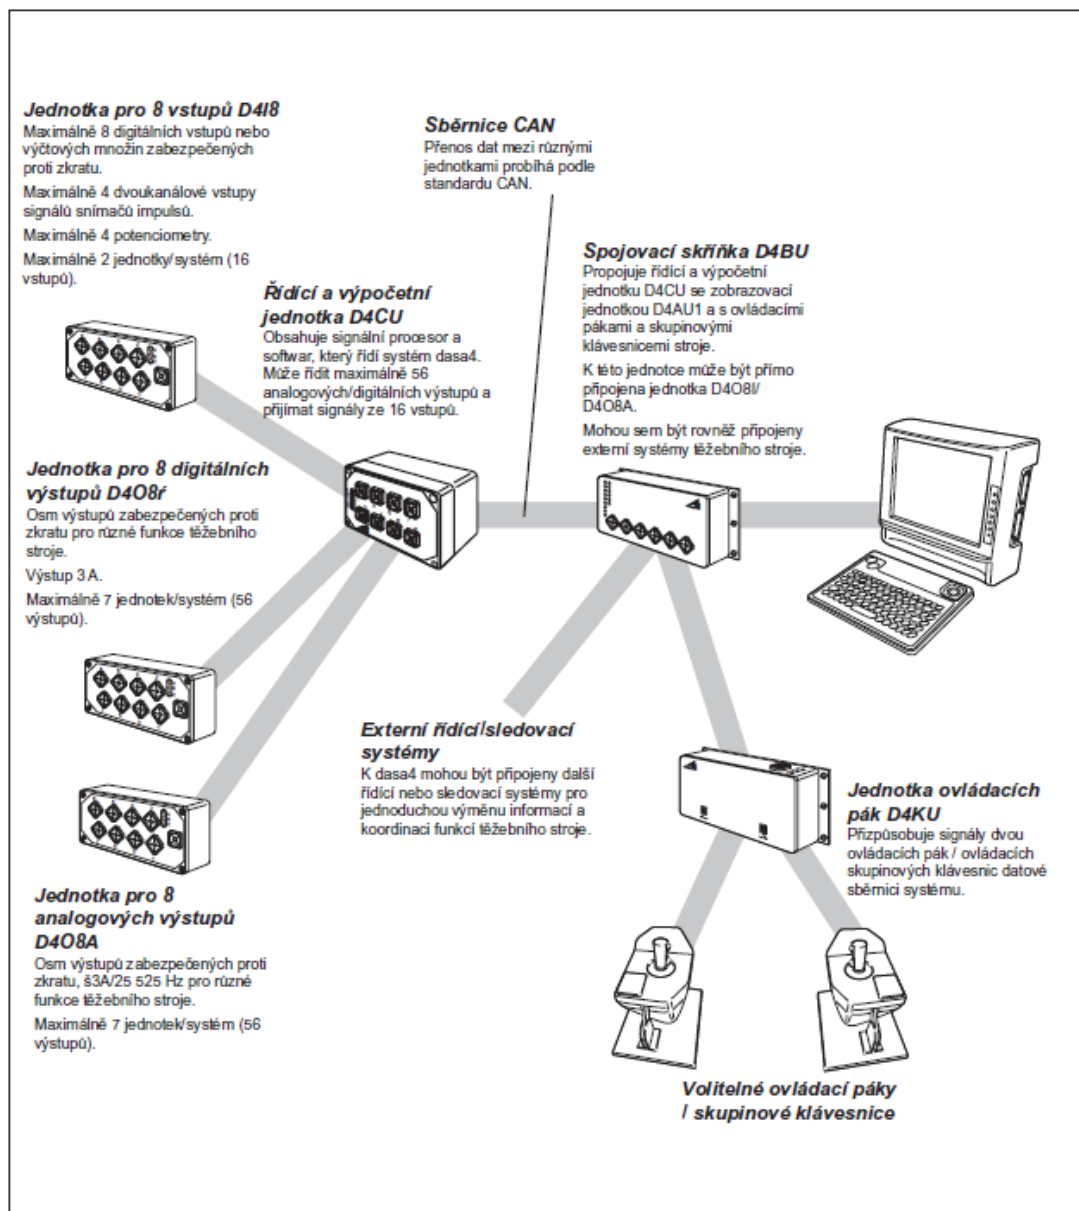 Jednotka pro 8 vstupů D4I8
Maximálně 8 digitálních vstupů nebo
výčtových množin zabezpečených
proti zkratu.
Maximálně 4 dvoukanálové vstupy
signálů snímačů impulsů.
Maximálně 4 potenciometry.
Maximálně 2 jednotky/systém (16
vstupů).
Sběrnice CAN
Přenos dat mezi různými
jednotkami probíhá podle
standardu CAN.
Řídící a výpočetní
jednotka D4CU
Obsahuje signální procesor a
softwar, který řídí systém dasa4.
Může řídit maximálně 56
analogových/digitálních výstupů a
přijímat signály ze 16 vstupů.
Spojovací skříňka D4BU
Propojuje řídící a výpočetní
jednotku D4CU se zobrazovací
jednotkou D4AU1 a s ovládacími
pákami a skupinovými
klávesnicemi stroje.
K této jednotce může být přímo
připojena jednotka D4O8I/
D4O8A.
Mohou sem být rovněž připojeny
externí systémy těžebního stroje.
Jednotka pro 8 digitálních
výstupů D4O8ŕ
Osm výstupů zabezpečených proti
zkratu pro různé funkce těžebního
stroje.
Výstup 3 A.
Maximálně 7 jednotek/systém (56
výstupů).
Externí řídící/sledovací
systémy
K dasa4 mohou být připojeny další
řídící nebo sledovací systémy pro
jednoduchou výměnu informací a
koordinaci funkcí těžebního stroje.
Jednotka ovládacích
pák D4KU
Přizpůsobuje signály dvou
ovládacích pák / ovládacích
skupinových klávesnic datové
sběrnici systému.
Jednotka pro 8
analogových výstupů
D4O8A
Osm výstupů zabezpečených proti
zkratu, š3A/25 525 Hz pro různé
funkce těžebního stroje.
Maximálně 7 jednotek/systém (56
výstupů).
Volitelné ovládací páky
/ skupinové klávesnice